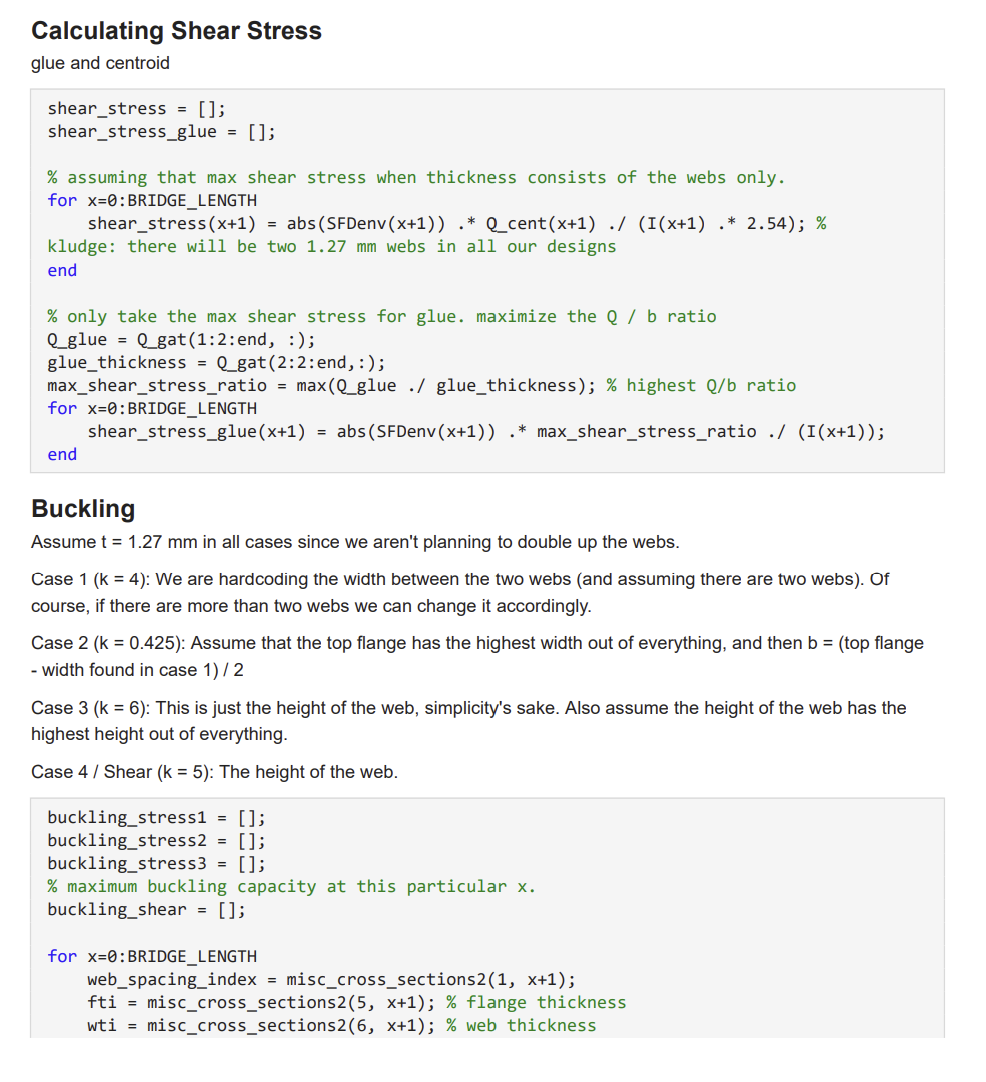 Calculating Shear Stress
glue and centroid
shear_stress = [];
shear_stress_glue = [];
% assuming that max shear stress when thickness consists of the webs only.
for x=0:BRIDGE_LENGTH
    shear_stress(x+1) = abs(SFDenv(x+1)) .* Q_cent(x+1) ./ (I(x+1) .* 2.54); %
kludge: there will be two 1.27 mm webs in all our designs
end
% only take the max shear stress for glue. maximize the Q / b ratio
Q_glue = Q_gat(1:2:end, :);
glue_thickness = Q_gat(2:2:end,:);
max_shear_stress_ratio = max(Q_glue ./ glue_thickness); % highest Q/b ratio
for x=0:BRIDGE_LENGTH
    shear_stress_glue(x+1) = abs(SFDenv(x+1)) .* max_shear_stress_ratio ./ (I(x+1));
end
Buckling
Assume t = 1.27 mm in all cases since we aren't planning to double up the webs.
Case 1 (k = 4): We are hardcoding the width between the two webs (and assuming there are two webs). Of
course, if there are more than two webs we can change it accordingly.
Case 2 (k = 0.425): Assume that the top flange has the highest width out of everything, and then b = (top flange
- width found in case 1) / 2
Case 3 (k = 6): This is just the height of the web, simplicity's sake. Also assume the height of the web has the
highest height out of everything.
Case 4 / Shear (k = 5): The height of the web.
buckling_stress1 = [];
buckling_stress2 = [];
buckling_stress3 = [];
% maximum buckling capacity at this particular x.
buckling_shear = [];
for x=0:BRIDGE_LENGTH
    web_spacing_index = misc_cross_sections2(1, x+1);
    fti = misc_cross_sections2(5, x+1); % flange thickness
    wti = misc_cross_sections2(6, x+1); % web thickness